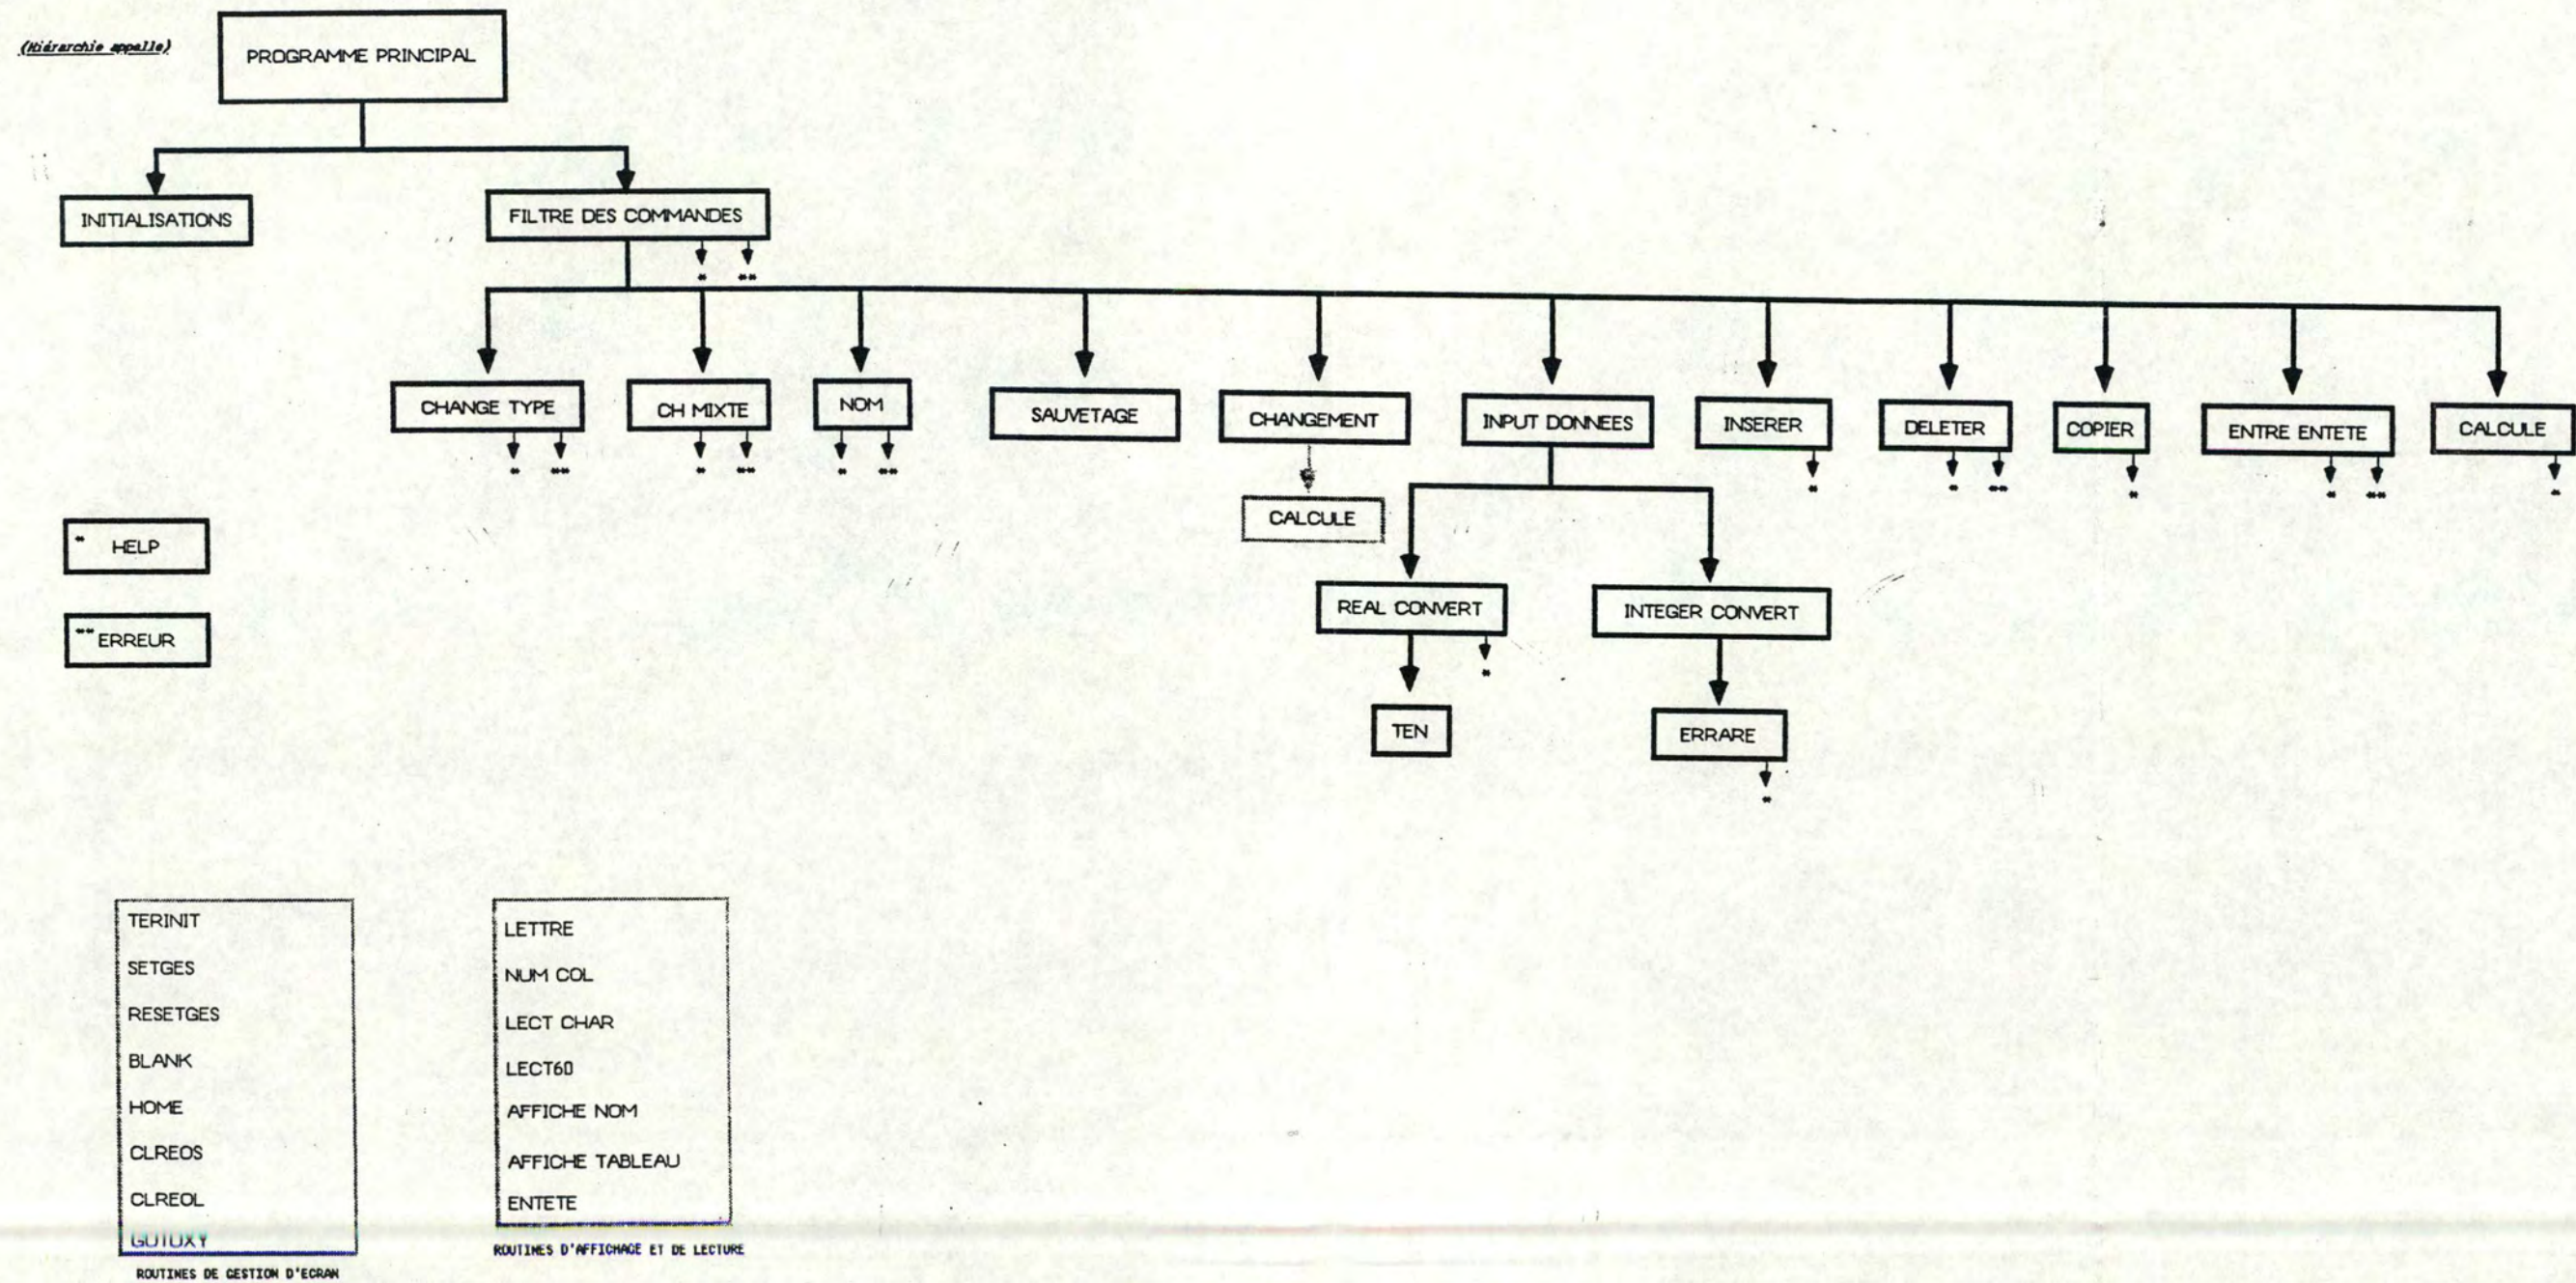 (Hiérarchie appelle)
PROGRAMME PRINCIPAL
INITIALISATIONS
FILTRE DES COMMANDES
* **
CHANGE TYPE
* **
CH MIXTE
* **
NOM
* **
SAUVETAGE
CHANGEMENT
CALCULE
INPUT DONNEES
REAL CONVERT
*
TEN
INTEGER CONVERT
ERRARE
*
INSERER
*
DELETER
* **
COPIER
*
ENTRE ENTETE
* **
CALCULE
*
* HELP
** ERREUR
TERINIT
SETGES
RESETGES
BLANK
HOME
CLREOS
CLREOL
GOTOXY
ROUTINES DE GESTION D'ECRAN
LETTRE
NUM COL
LECT CHAR
LECT60
AFFICHE NOM
AFFICHE TABLEAU
ENTETE
ROUTINES D'AFFICHAGE ET DE LECTURE